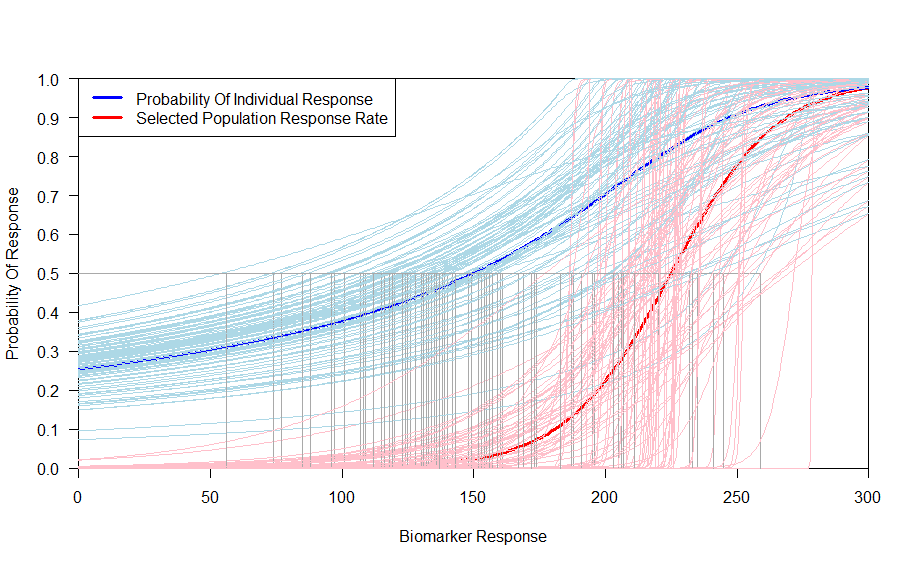 Probability Of Individual Response
Selected Population Response Rate
Probability Of Response
1.0
0.9
0.8
0.7
0.6
0.5
0.4
0.3
0.2
0.1
0.0
0 50 100 150 200 250 300
Biomarker Response